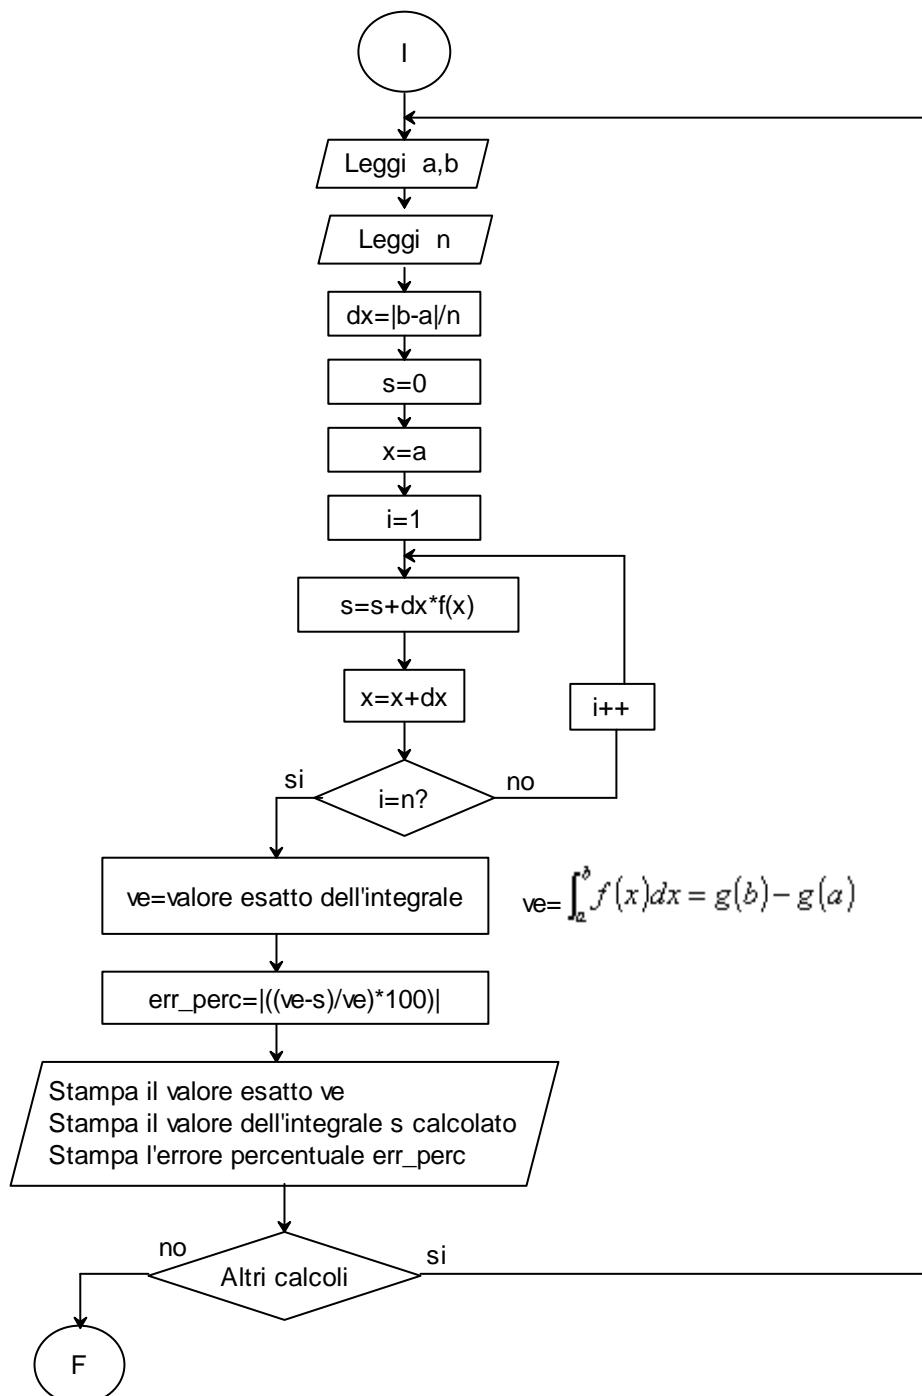 I
Leggi a,b
Leggi n
dx=|b-a|/n
s=0
x=a
i=1
s=s+dx*f(x)
x=x+dx
i++
si
i=n?
no
ve=valore esatto dell'integrale
ve= ∫_a^b f(x)dx = g(b) − g(a)
err_perc=|((ve-s)/ve)*100)|
Stampa il valore esatto ve
Stampa il valore dell'integrale s calcolato
Stampa l'errore percentuale err_perc
no
Altri calcoli
si
F